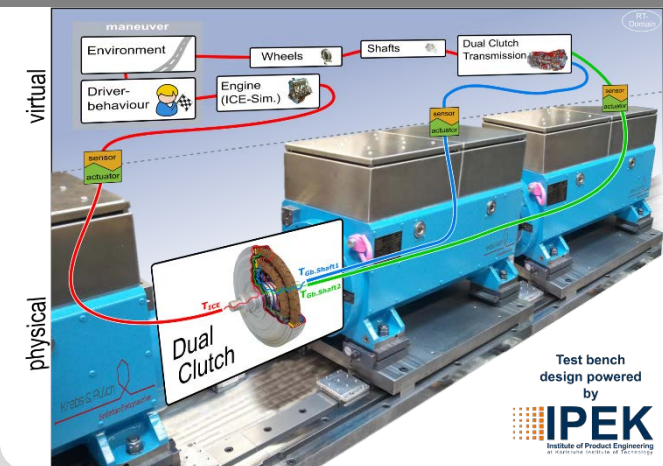 RT-
Domain
maneuver
Environment
Wheels
Shafts
Dual Clutch
Transmission
Driver-
behaviour
Engine
(ICE-Sim.)
virtual
sensor
actuator
sensor
actuator
sensor
actuator
T_ICE
T_Gb.Shaft1
T_Gb.Shaft2
Dual
Clutch
physical
Krebs & Aulich
Test bench
design powered
by
IPEK
Institute of Product Engineering
at Karlsruhe Institute of Technology